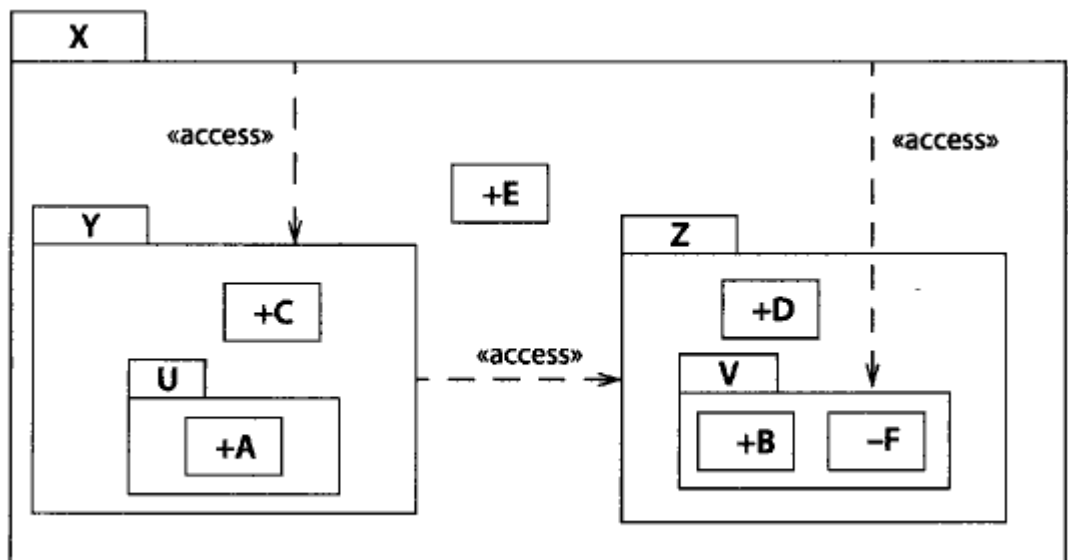 X
«access»
«access»
+E
Y
Z
+C
+D
«access»
U
V
+A
+B
–F